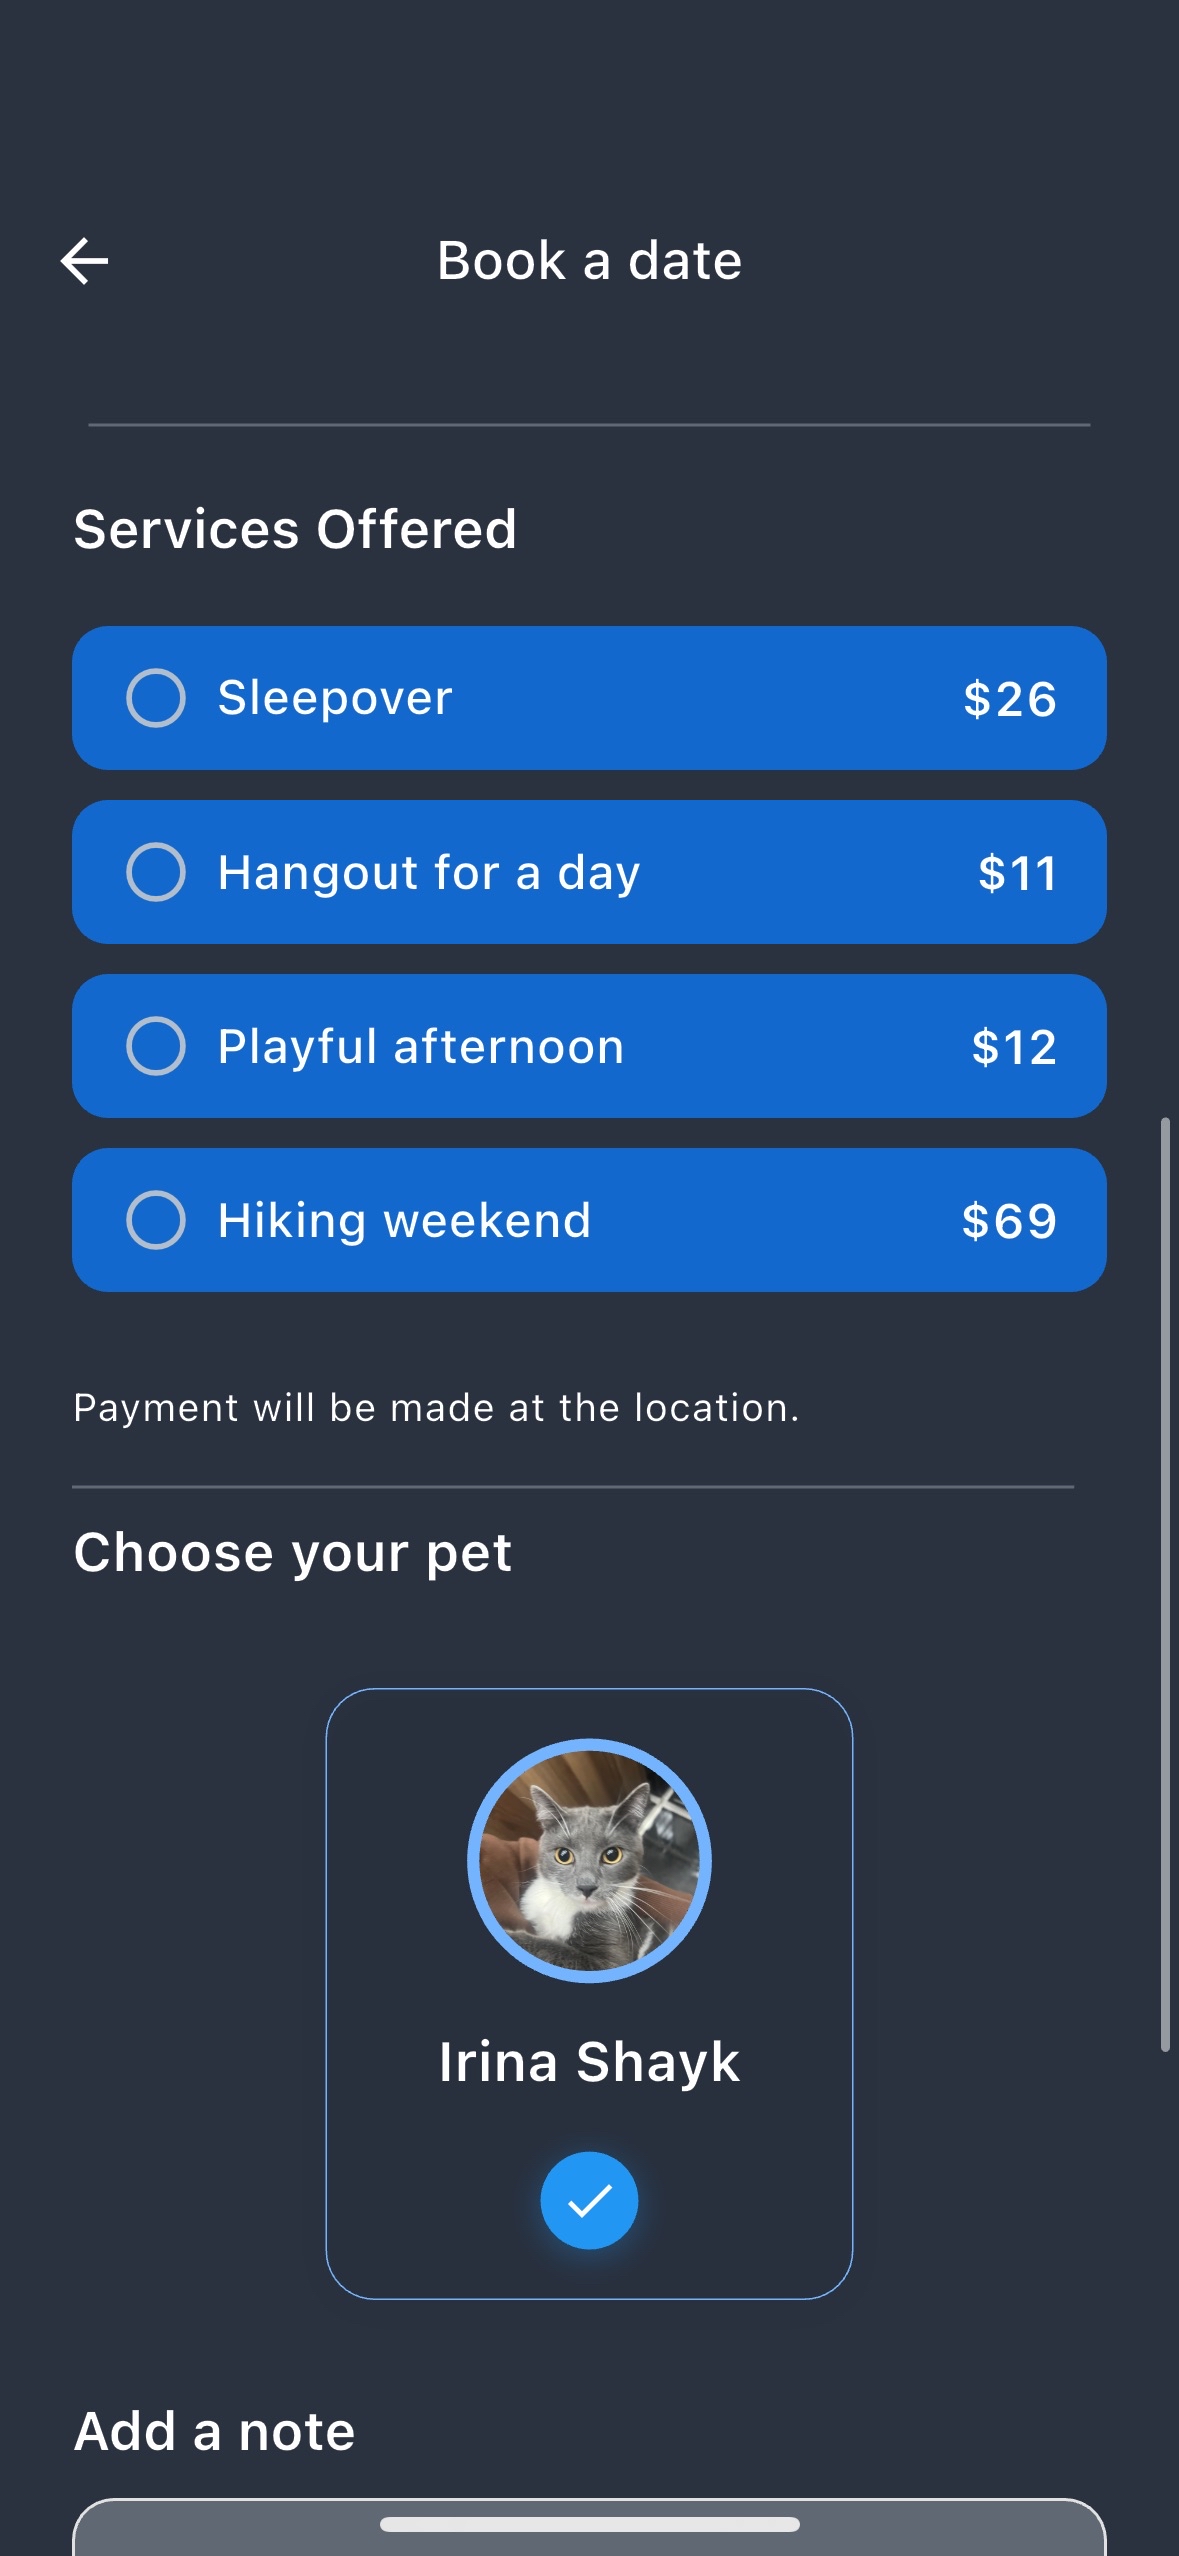 Book a date
Services Offered
Sleepover $26
Hangout for a day $11
Playful afternoon $12
Hiking weekend $69
Payment will be made at the location.
Choose your pet
Irina Shayk
Add a note